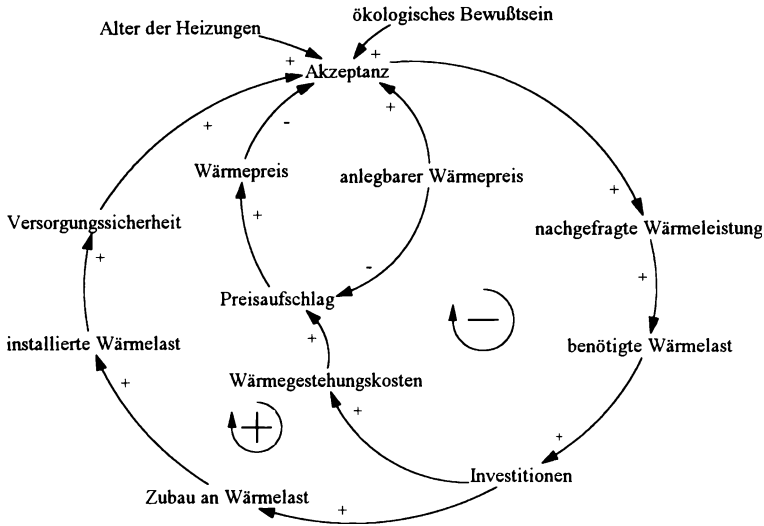 ökologisches Bewußtsein
Alter der Heizungen
+
+
Akzeptanz
+
-
+
Wärmepreis
anlegbarer Wärmepreis
+
+
Versorgungssicherheit
nachgefragte Wärmeleistung
+
-
+
Preisaufschlag
−
+
installierte Wärmelast
benötigte Wärmelast
Wärmegestehungskosten
+
+
+
+
Investitionen
Zubau an Wärmelast
+